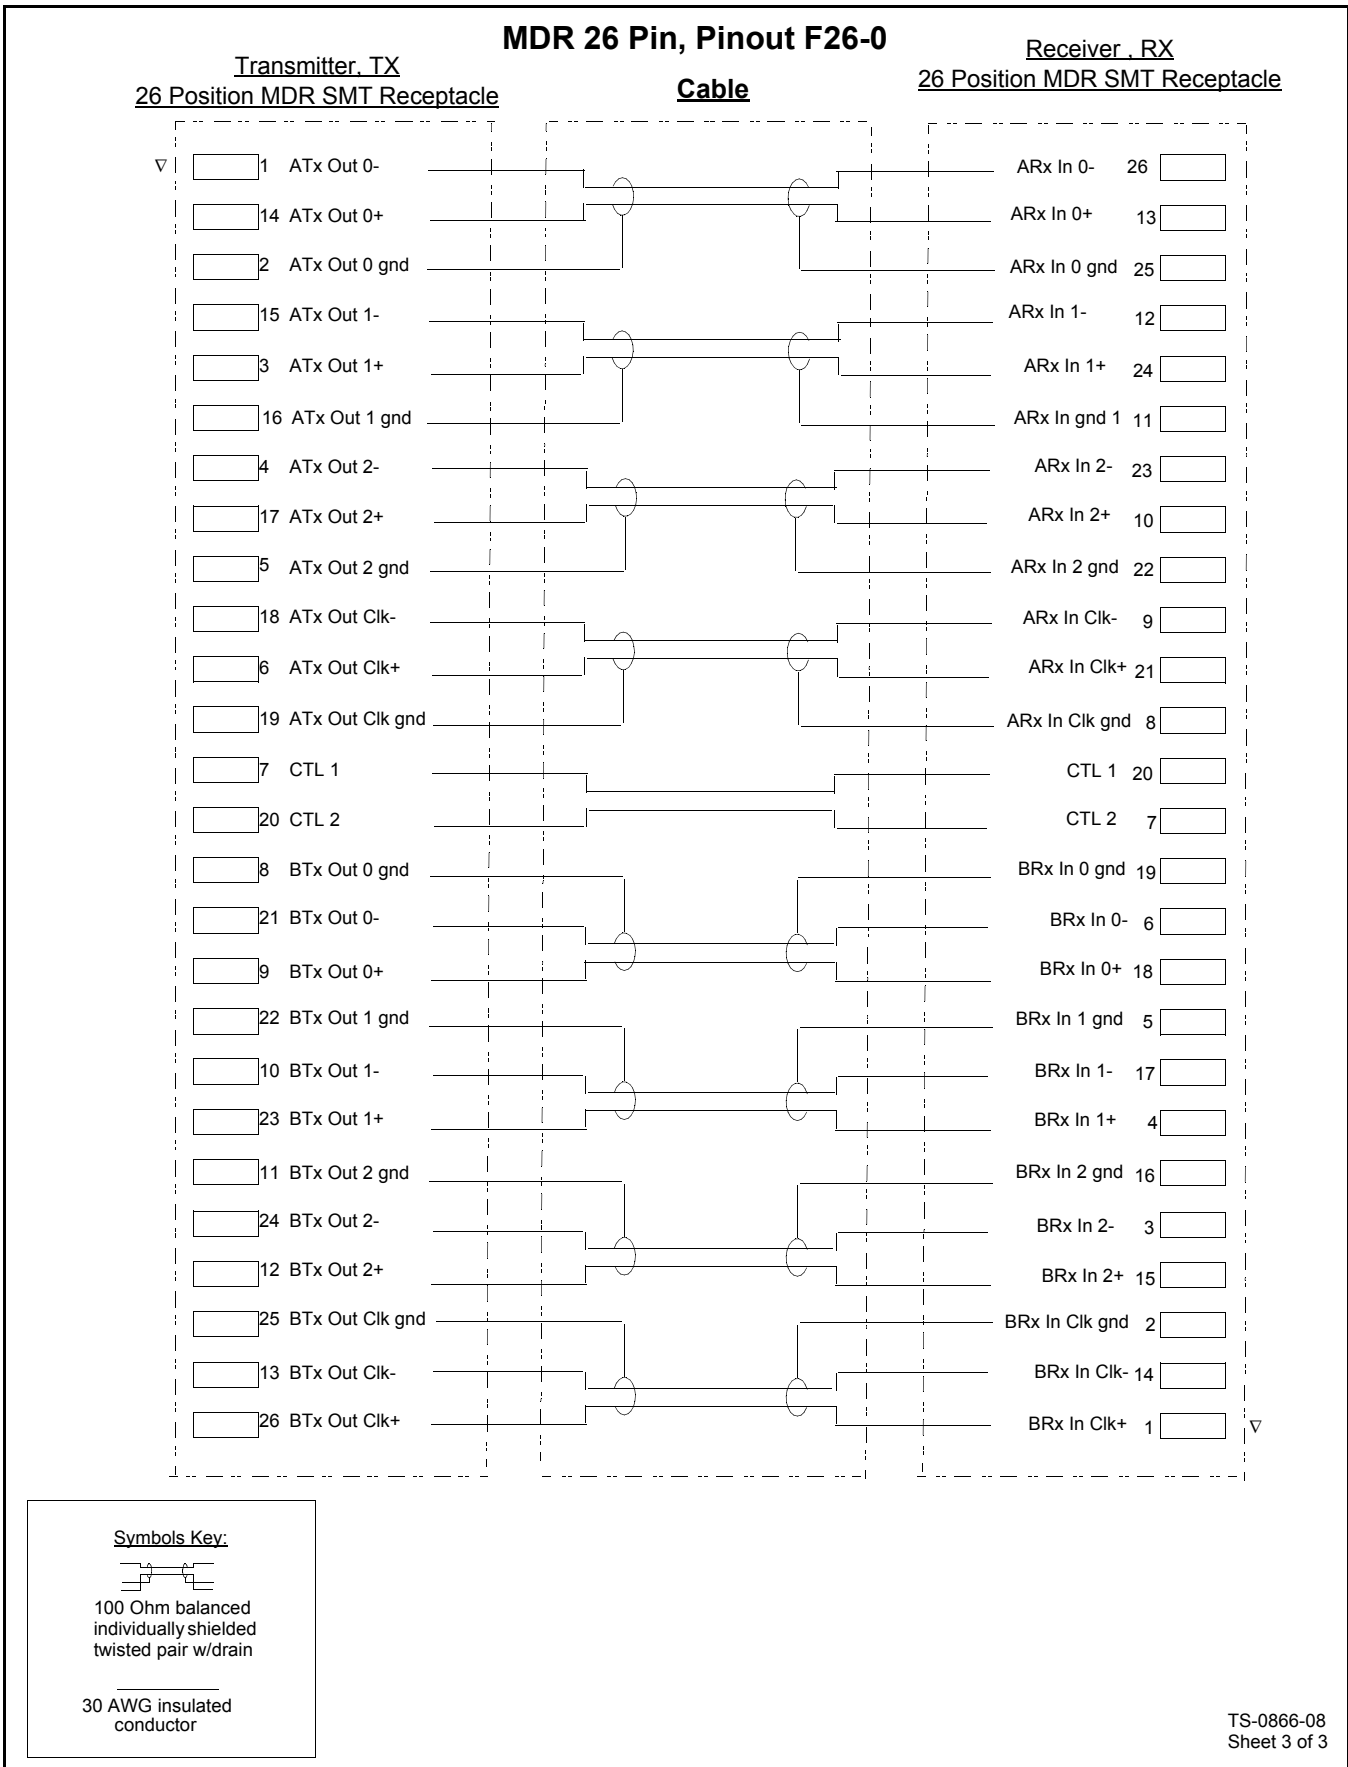 MDR 26 Pin, Pinout F26-0
Transmitter, TX
26 Position MDR SMT Receptacle
Cable
Receiver , RX
26 Position MDR SMT Receptacle
1 ATx Out 0- ARx In 0- 26
14 ATx Out 0+ ARx In 0+ 13
2 ATx Out 0 gnd ARx In 0 gnd 25
15 ATx Out 1- ARx In 1- 12
3 ATx Out 1+ ARx In 1+ 24
16 ATx Out 1 gnd ARx In gnd 1 11
4 ATx Out 2- ARx In 2- 23
17 ATx Out 2+ ARx In 2+ 10
5 ATx Out 2 gnd ARx In 2 gnd 22
18 ATx Out Clk- ARx In Clk- 9
6 ATx Out Clk+ ARx In Clk+ 21
19 ATx Out Clk gnd ARx In Clk gnd 8
7 CTL 1 CTL 1 20
20 CTL 2 CTL 2 7
8 BTx Out 0 gnd BRx In 0 gnd 19
21 BTx Out 0- BRx In 0- 6
9 BTx Out 0+ BRx In 0+ 18
22 BTx Out 1 gnd BRx In 1 gnd 5
10 BTx Out 1- BRx In 1- 17
23 BTx Out 1+ BRx In 1+ 4
11 BTx Out 2 gnd BRx In 2 gnd 16
24 BTx Out 2- BRx In 2- 3
12 BTx Out 2+ BRx In 2+ 15
25 BTx Out Clk gnd BRx In Clk gnd 2
13 BTx Out Clk- BRx In Clk- 14
26 BTx Out Clk+ BRx In Clk+ 1
Symbols Key:
100 Ohm balanced
individually shielded
twisted pair w/drain
30 AWG insulated
conductor
TS-0866-08
Sheet 3 of 3